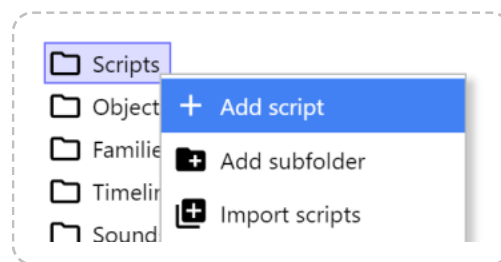 Scripts
Object
+ Add script
Familie
Add subfolder
Timelin
Import scripts
Sound